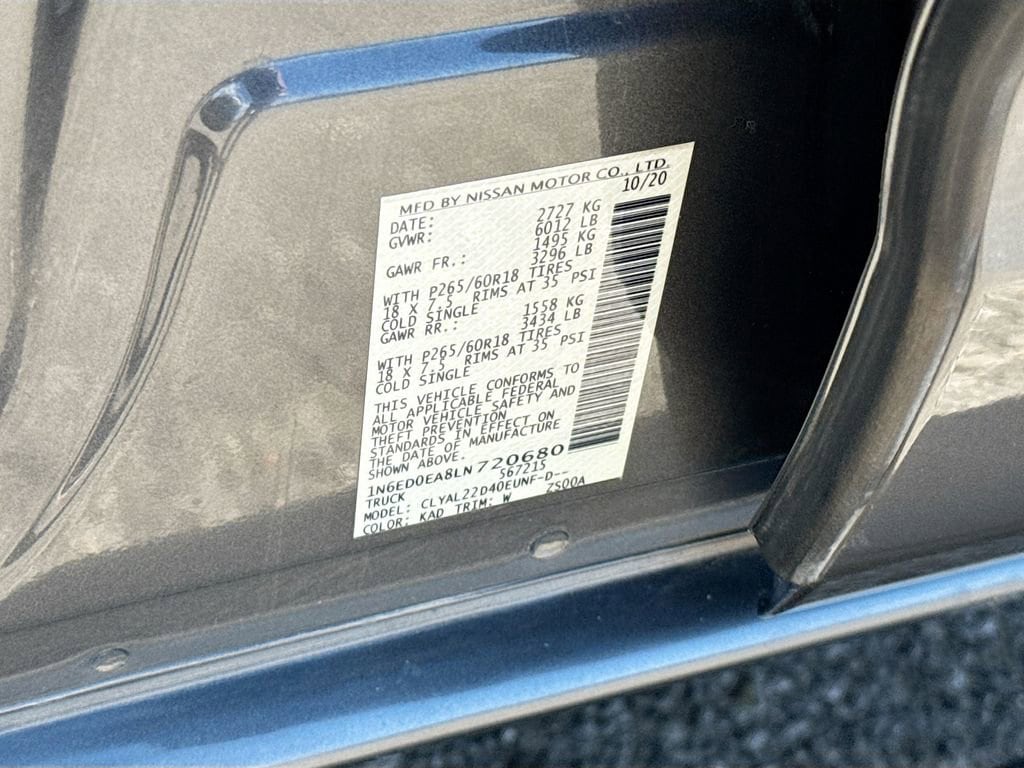 MFD BY NISSAN MOTOR CO., LTD.
DATE: 10/20
GVWR: 2727 KG
6012 LB
GAWR FR.: 1495 KG
3296 LB
WITH P265/60R18 TIRES
18 X 7.5 RIMS AT 35 PSI
COLD SINGLE
GAWR RR.: 1558 KG
3434 LB
WITH P265/60R18 TIRES
18 X 7.5 RIMS AT 35 PSI
COLD SINGLE
THIS VEHICLE CONFORMS TO
ALL APPLICABLE FEDERAL
MOTOR VEHICLE SAFETY AND
THEFT PREVENTION
STANDARDS IN EFFECT ON
THE DATE OF MANUFACTURE
SHOWN ABOVE.
1N6ED0EA8LN720680
TRUCK 567215
MODEL: CLYAL22D40EUNF-D--
COLOR: KAD TRIM: W ZS00A